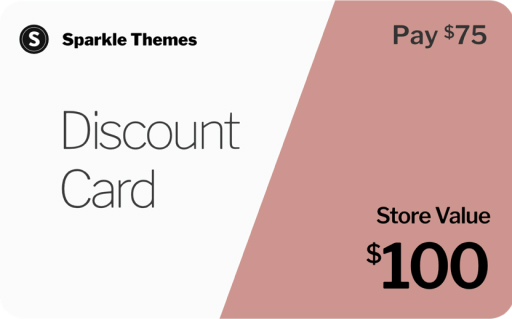 S
Sparkle Themes
Pay $75
Discount
Card
Store Value
$100